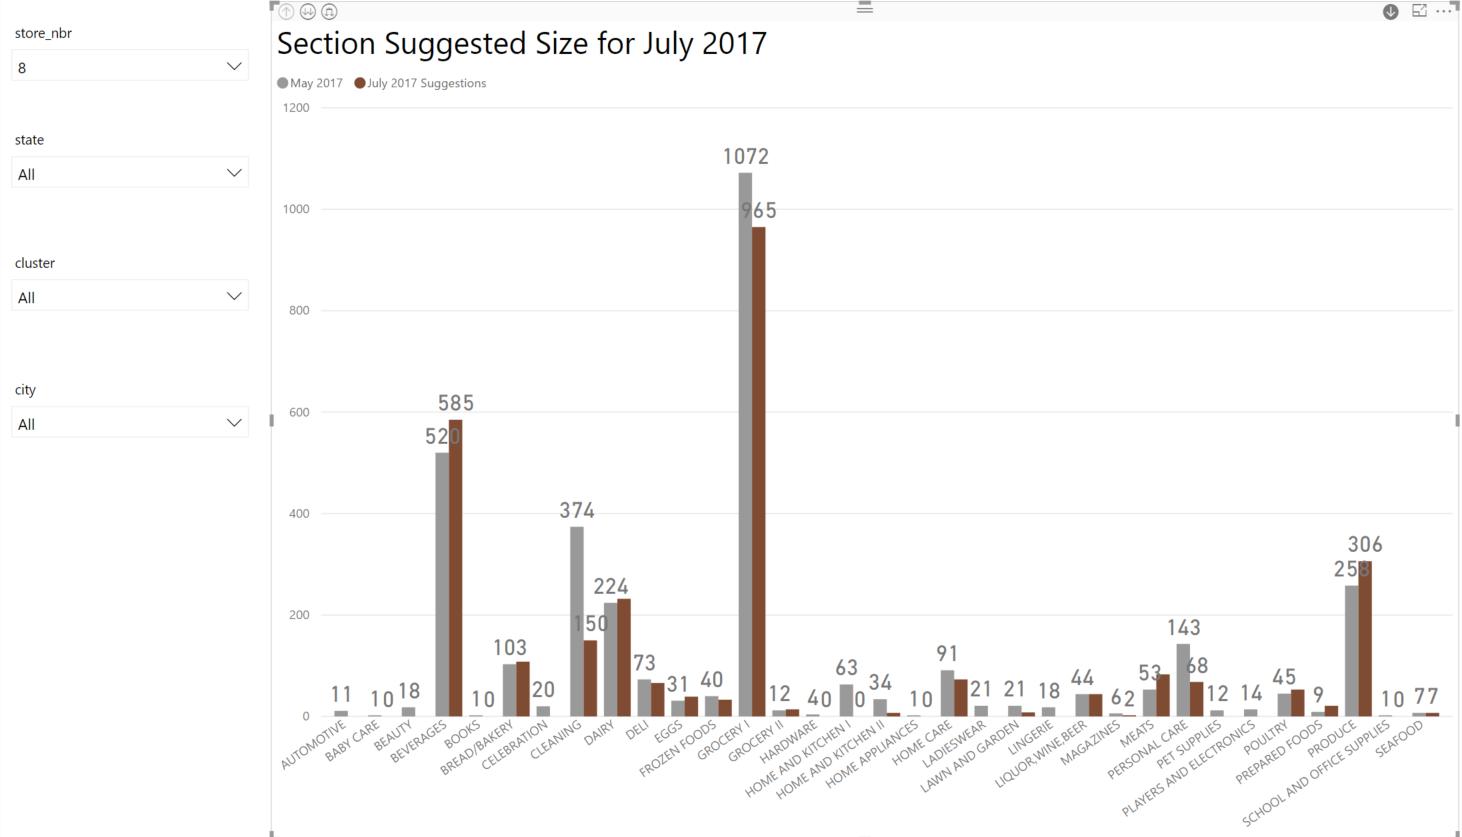 store_nbr
8
state
All
cluster
All
city
All
Section Suggested Size for July 2017
May 2017 July 2017 Suggestions
1200
1000
800
600
400
200
0
11
10
18
520
585
10
103
20
374
150
224
73
31
40
1072
965
12
40
63
0
34
10
91
21
21
18
44
62
53
143
68
12
14
45
9
258
306
10
77
AUTOMOTIVE
BABY CARE
BEAUTY
BEVERAGES
BOOKS
BREAD/BAKERY
CELEBRATION
CLEANING
DAIRY
DELI
EGGS
FROZEN FOODS
GROCERY I
GROCERY II
HARDWARE
HOME AND KITCHEN I
HOME AND KITCHEN II
HOME APPLIANCES
HOME CARE
LADIESWEAR
LAWN AND GARDEN
LINGERIE
LIQUOR,WINE,BEER
MAGAZINES
MEATS
PERSONAL CARE
PET SUPPLIES
PLAYERS AND ELECTRONICS
POULTRY
PREPARED FOODS
PRODUCE
SCHOOL AND OFFICE SUPPLIES
SEAFOOD